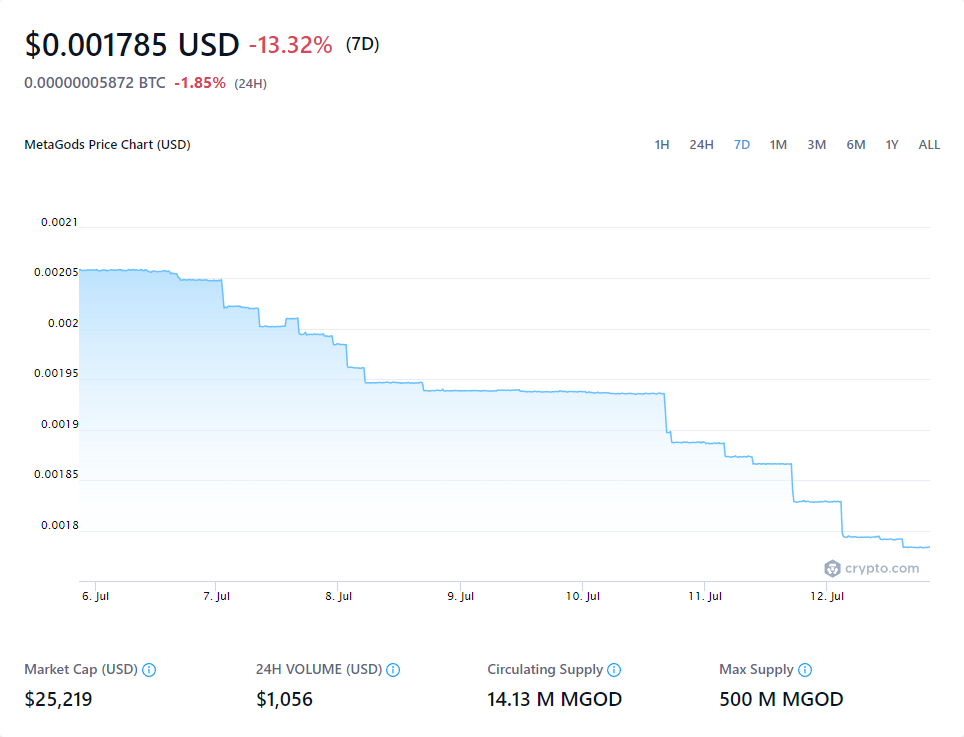 $0.001785 USD -13.32% (7D)
0.00000005872 BTC -1.85% (24H)
MetaGods Price Chart (USD) 1H 24H 7D 1M 3M 6M 1Y ALL
0.0021
0.00205
0.002
0.00195
0.0019
0.00185
0.0018
crypto.com
6. Jul 7. Jul 8. Jul 9. Jul 10. Jul 11. Jul 12. Jul
Market Cap (USD) 24H VOLUME (USD) Circulating Supply Max Supply
$25,219 $1,056 14.13 M MGOD 500 M MGOD